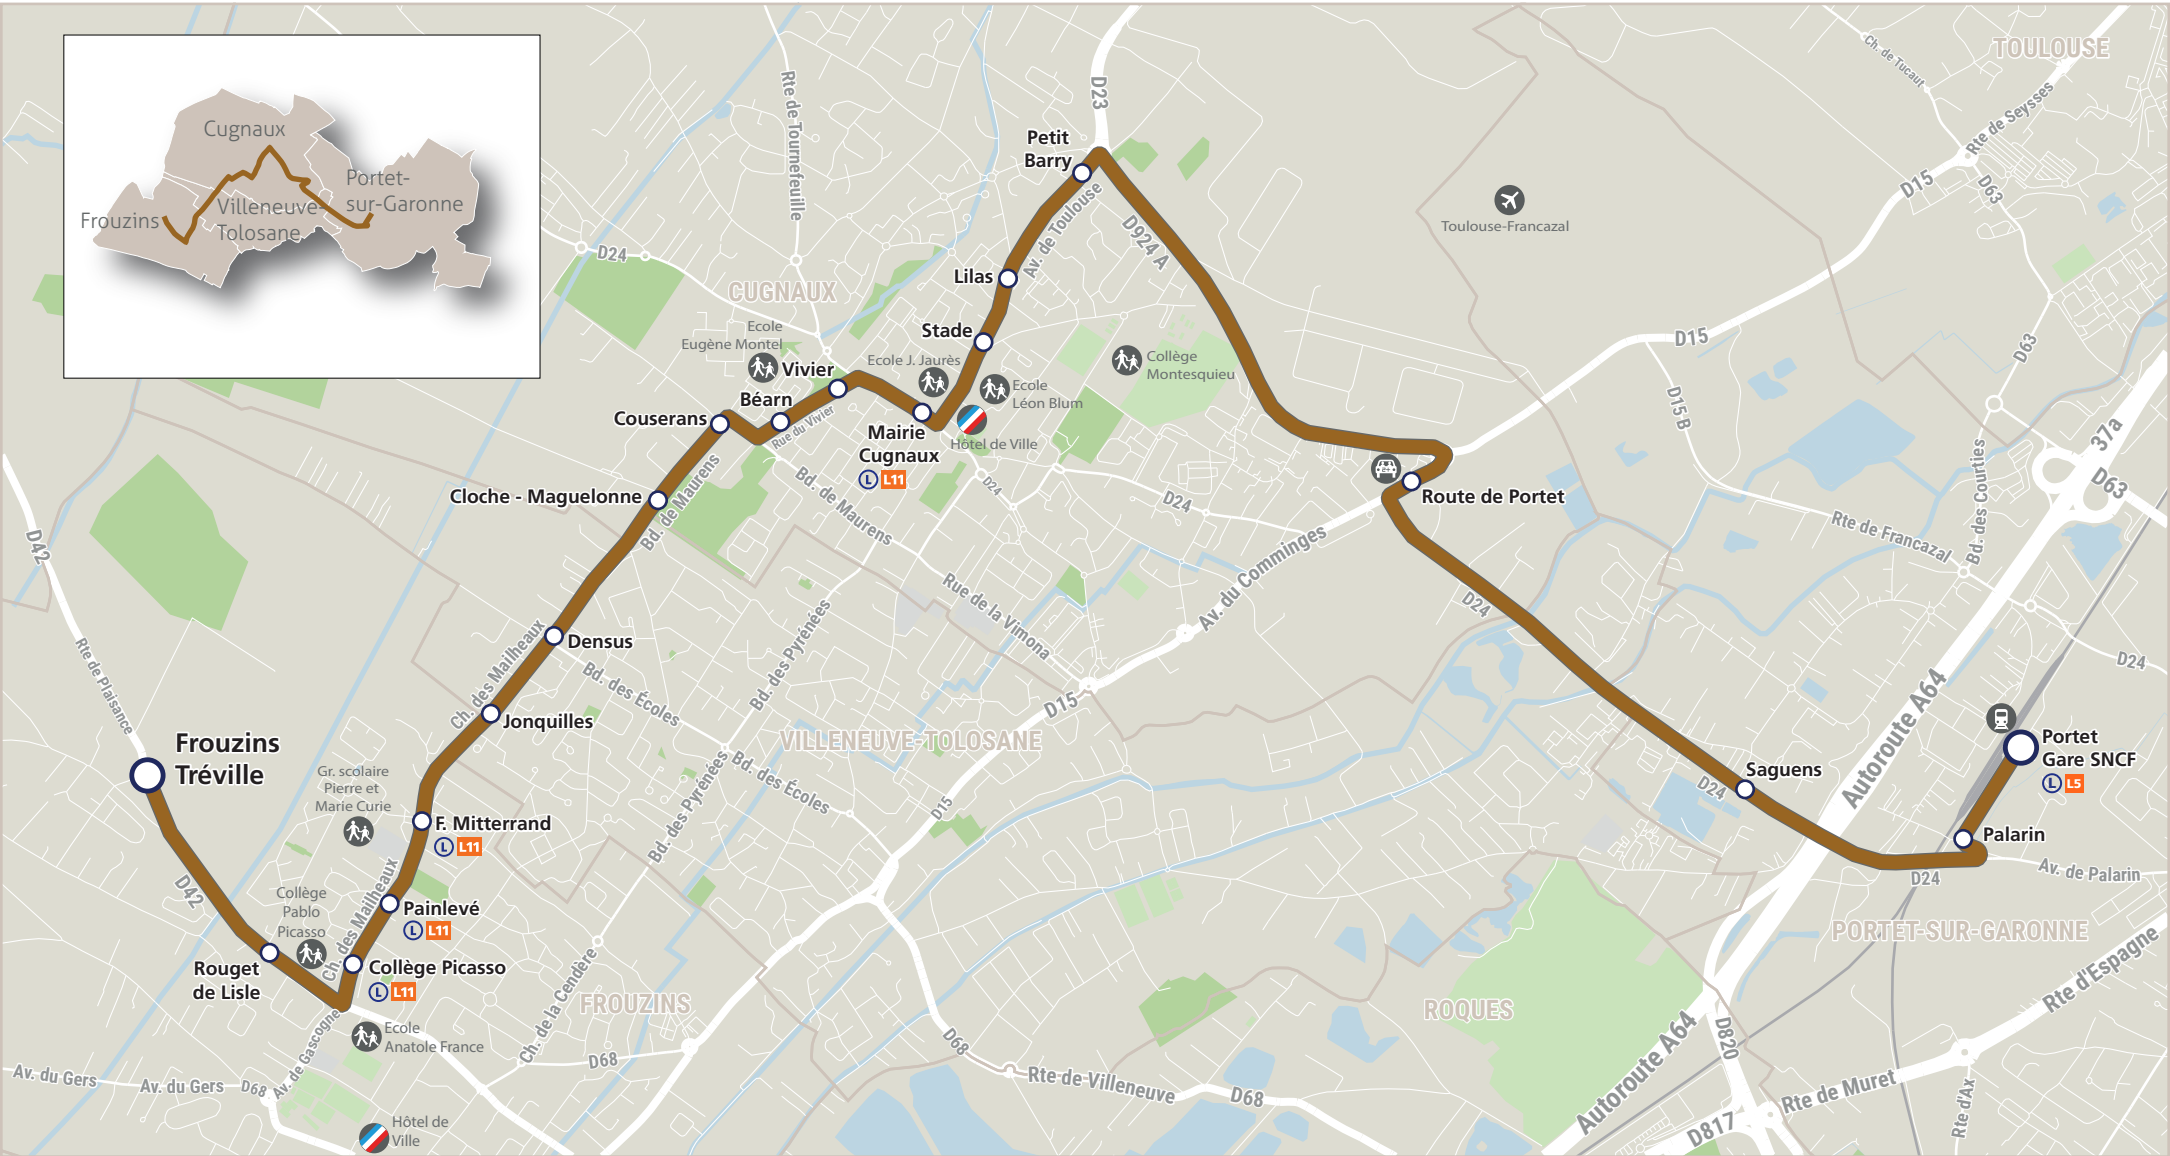 Cugnaux
Portet-
sur-Garonne
Frouzins
Villeneuve-
Tolosane
TOULOUSE
Ch. de Tucaut
Rte de Seysses
D15
D63
D23
Rte de Tournefeuille
Petit
Barry
Toulouse-Francazal
Av. de Toulouse
D924 A
D24
CUGNAUX
Lilas
Stade
Ecole
Eugène Montel
Vivier
Ecole J. Jaurès
Collège
Montesquieu
Ecole
Léon Blum
D15
D63
D15B
Béarn
Couserans
Rue du Vivier
Mairie
Cugnaux
L L11
Hôtel de Ville
37a
D63
Bd. des Courties
Cloche - Maguelonne
Bd. de Maurens
Bd. de Maurens
D24
D24
Route de Portet
Rte de Francazal
D42
Av. du Comminges
Rue de la Vimona
D24
D24
Ch. des Mailheaux
Densus
Bd. des Pyrénées
Bd. des Écoles
Rte de Plaisance
Jonquilles
D15
VILLENEUVE-TOLOSANE
Autoroute A64
Frouzins
Tréville
Portet
Gare SNCF
L L5
Gr. scolaire
Pierre et
Marie Curie
Bd. des Pyrénées
Bd. des Écoles
D15
Saguens
D24
F. Mitterrand
L L11
Palarin
Av. de Palarin
D24
D42
Ch. des Mailheaux
Collège
Pablo
Picasso
Painlevé
L L11
PORTET-SUR-GARONNE
Rouget
de Lisle
Collège Picasso
L L11
Ch. de la Cendère
FROUZINS
ROQUES
Rte d'Espagne
Ecole
Anatole France
Av. de Gascogne
D68
D68
Autoroute A64
D820
Av. du Gers
Av. du Gers
D68
Rte de Villeneuve
D68
Rte de Muret
Rte d'Ax
D817
Hôtel de
Ville